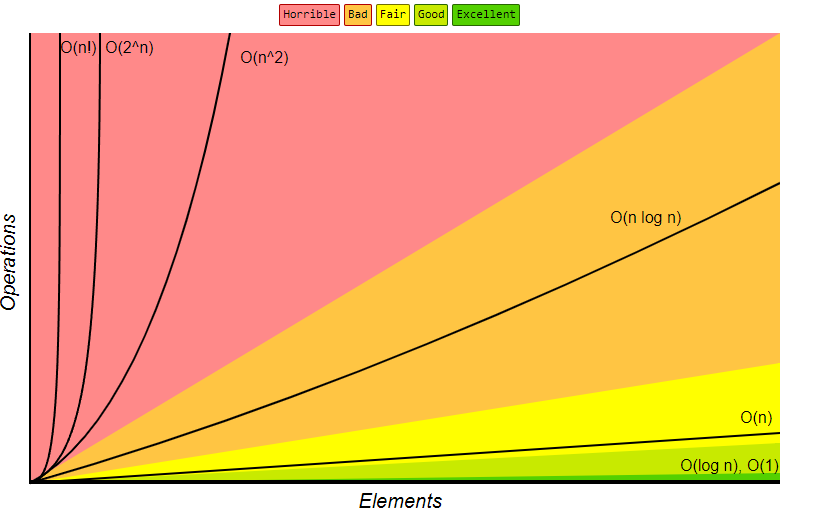 Horrible Bad Fair Good Excellent
O(n!) O(2^n)
O(n^2)
O(n log n)
O(n)
O(log n), O(1)
Operations
Elements